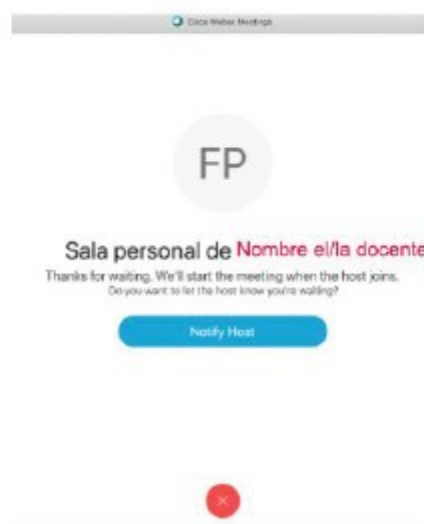 Cisco Webex Meetings
FP
Sala personal de Nombre el/la docente
Thanks for waiting. We'll start the meeting when the host joins.
Do you want to let the host know you're waiting?
Notify Host